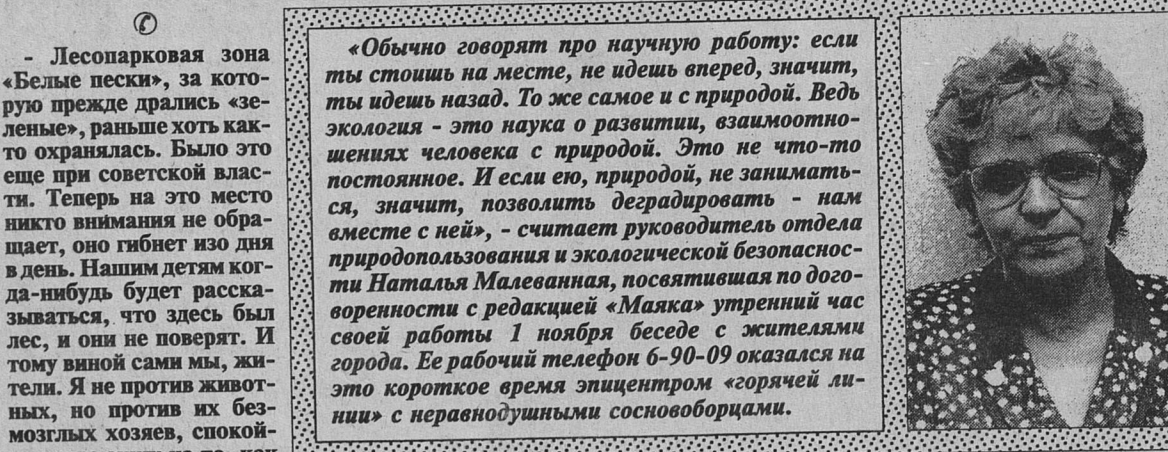 - Лесопарковая зона
«Белые пески», за кото-
рую прежде дрались «зе-
леные», раньше хоть как-
то охранялась. Было это
еще при советской влас-
ти. Теперь на это место
никто внимания не обра-
щает, оно гибнет изо дня
в день. Нашим детям ког-
да-нибудь будет расска-
зываться, что здесь был
лес, и они не поверят. И
тому виной сами мы, жи-
тели. Я не против живот-
ных, но против их без-
мозглых хозяев, спокой-
«Обычно говорят про научную работу: если
ты стоишь на месте, не идешь вперед, значит,
ты идешь назад. То же самое и с природой. Ведь
экология - это наука о развитии, взаимоотно-
шениях человека с природой. Это не что-то
постоянное. И если ею, природой, не занимать-
ся, значит, позволить деградировать - нам
вместе с ней», - считает руководитель отдела
природопользования и экологической безопаснос-
ти Наталья Малеванная, посвятившая по дого-
воренности с редакцией «Маяка» утренний час
своей работы 1 ноября беседе с жителями
города. Ее рабочий телефон 6-90-09 оказался на
это короткое время эпицентром «горячей ли-
нии» с неравнодушными сосновоборцами.